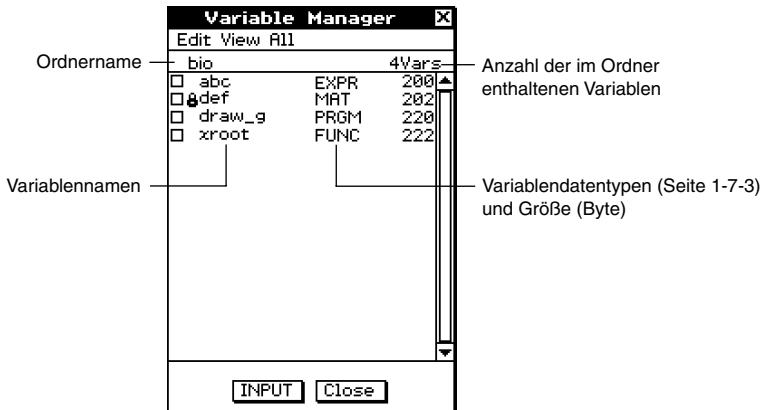 Variable Manager
Edit View All
Ordnername
bio 4Vars
Anzahl der im Ordner
enthaltenen Variablen
abc EXPR 200
def MAT 202
draw_g PRGM 220
xroot FUNC 222
Variablennamen
Variablendatentypen (Seite 1-7-3)
und Größe (Byte)
INPUT Close